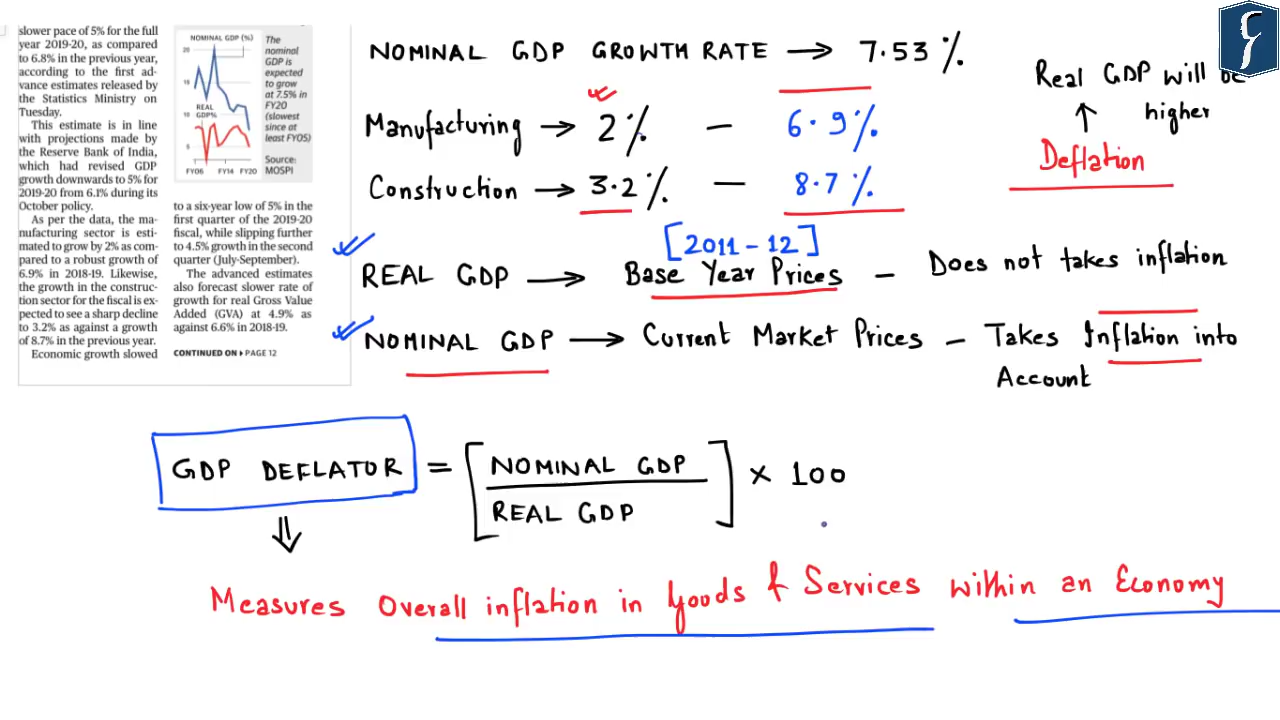 slower pace of 5% for the full
year 2019-20, as compared
to 6.8% in the previous year,
according to the first ad-
vance estimates released by
the Statistics Ministry on
Tuesday.
This estimate is in line
with projections made by
the Reserve Bank of India,
which had revised GDP
growth downwards to 5% for
2019-20 from 6.1% during its
October policy.
As per the data, the ma-
nufacturing sector is esti-
mated to grow by 2% as com-
pared to a robust growth of
6.9% in 2018-19. Likewise,
the growth in the construc-
tion sector for the fiscal is ex-
pected to see a sharp decline
to 3.2% as against a growth
of 8.7% in the previous year.
Economic growth slowed
NOMINAL GDP (%)
20
15
REAL
10 GDP%
5
FY06 FY14 FY20
The
nominal
GDP is
expected
to grow
at 7.5% in
FY20
(slowest
since at
least FY05)
Source:
MOSPI
to a six-year low of 5% in the
first quarter of the 2019-20
fiscal, while slipping further
to 4.5% growth in the second
quarter (July-September).
The advanced estimates
also forecast slower rate of
growth for real Gross Value
Added (GVA) at 4.9% as
against 6.6% in 2018-19.
CONTINUED ON PAGE 12
NOMINAL GDP GROWTH RATE → 7.53%
Manufacturing → 2% – 6.9%
Construction → 3.2% – 8.7%
Real GDP will be
higher
↑
Deflation
[2011-12]
REAL GDP → Base Year Prices – Does not takes inflation
NOMINAL GDP → Current Market Prices – Takes Inflation into
Account
GDP DEFLATOR = [NOMINAL GDP
REAL GDP] × 100
⇓
Measures Overall inflation in Goods & Services within an Economy